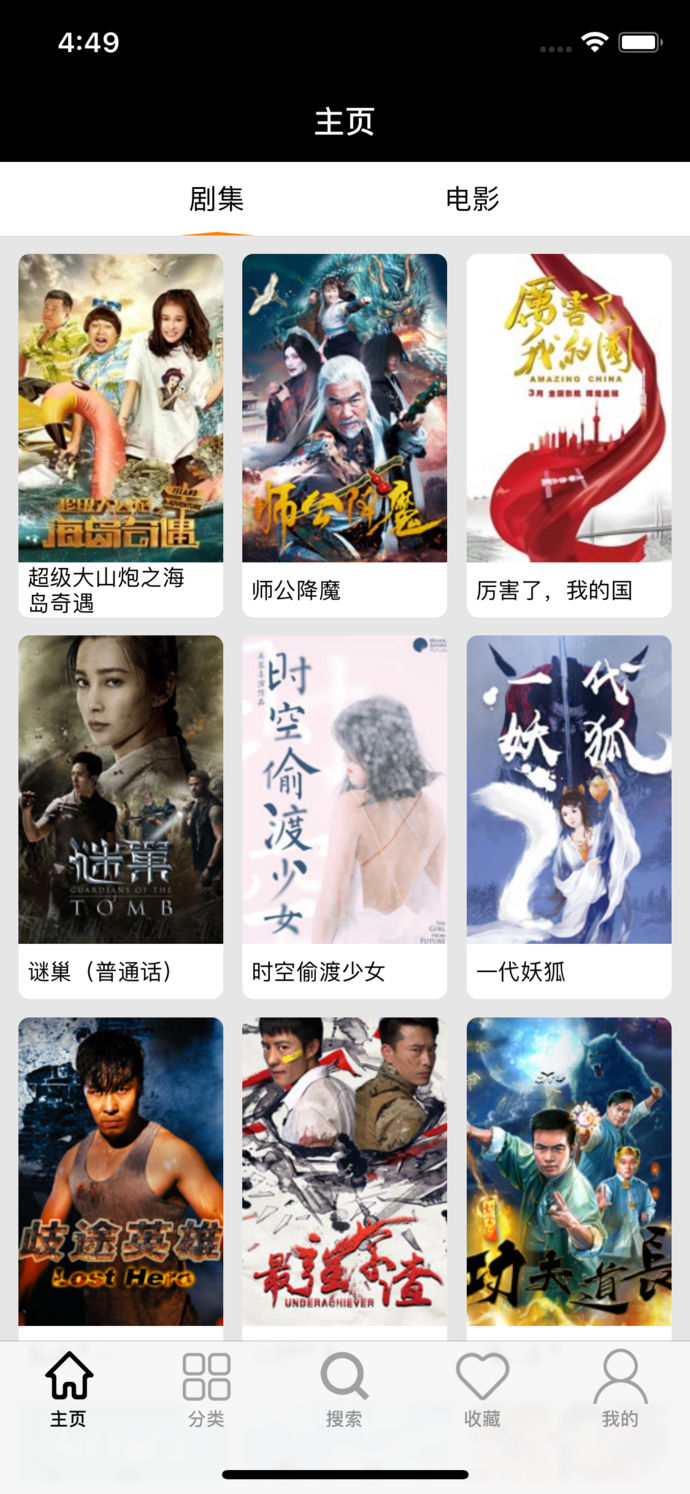 4:49
主页
剧集
电影
超级大山炮之
ISLAND
ADVENTURE
海岛奇遇
师公降魔
厲害了
我的國
AMAZING CHINA
3月 全国影院 辉煌呈现
超级大山炮之海
岛奇遇
师公降魔
厉害了，我的国
谜巢
GUARDIANS OF THE
TOMB
时空偷渡少女
THE
GIRL
FROM
FUTURE
一代
妖狐
谜巢（普通话）
时空偷渡少女
一代妖狐
歧途英雄
Lost Hero
最强学渣
UNDERACHIEVER
功夫道長
主页
分类
搜索
收藏
我的